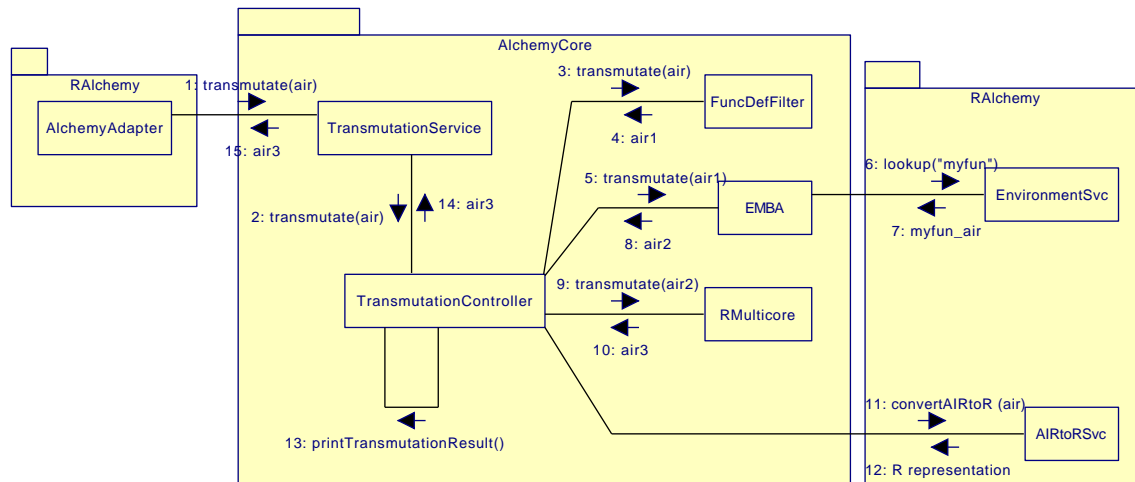 AlchemyCore
RAlchemy
1: transmutate(air)
AlchemyAdapter
15: air3
TransmutationService
3: transmutate(air)
FuncDefFilter
4: air1
RAlchemy
6: lookup("myfun")
EnvironmentSvc
7: myfun_air
5: transmutate(air1)
EMBA
8: air2
2: transmutate(air)
14: air3
TransmutationController
9: transmutate(air2)
RMulticore
10: air3
11: convertAIRtoR (air)
AIRtoRSvc
12: R representation
13: printTransmutationResult()